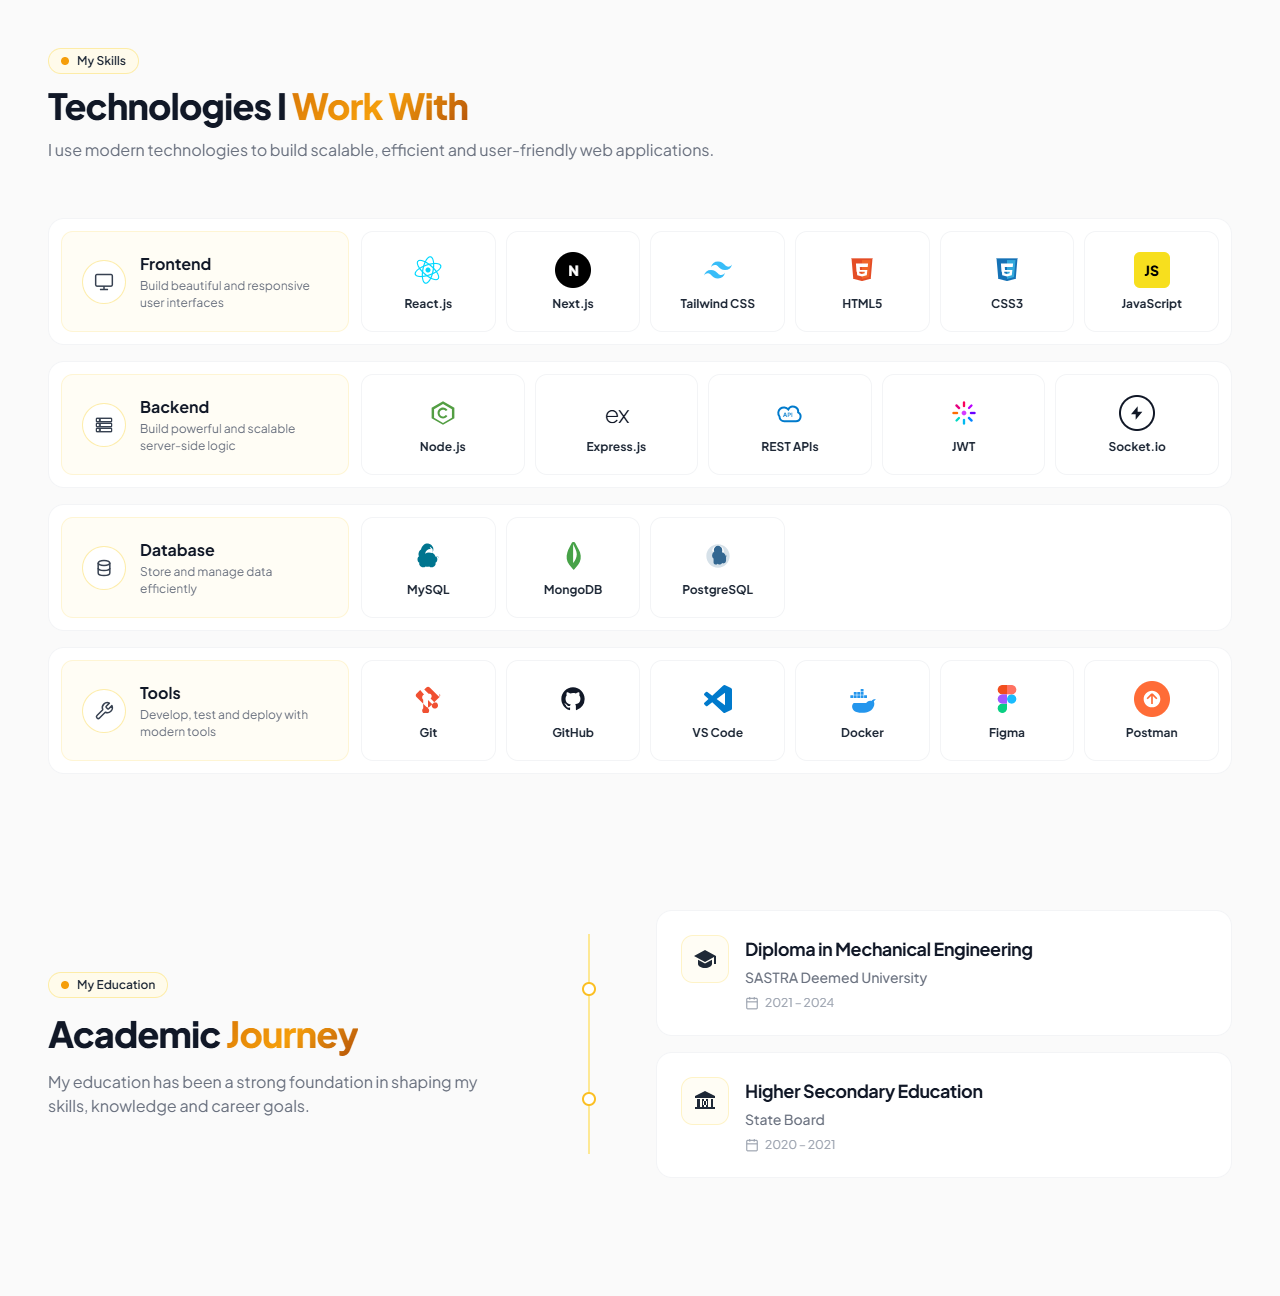 My Skills
Technologies I Work With
I use modern technologies to build scalable, efficient and user-friendly web applications.
Frontend
Build beautiful and responsive
user interfaces
React.js
N
Next.js
Tailwind CSS
HTML5
CSS3
JS
JavaScript
Backend
Build powerful and scalable
server-side logic
Node.js
ex
Express.js
API
REST APIs
JWT
Socket.io
Database
Store and manage data
efficiently
MySQL
MongoDB
PostgreSQL
Tools
Develop, test and deploy with
modern tools
Git
GitHub
VS Code
Docker
Figma
Postman
My Education
Academic Journey
My education has been a strong foundation in shaping my
skills, knowledge and career goals.
Diploma in Mechanical Engineering
SASTRA Deemed University
2021 – 2024
Higher Secondary Education
State Board
2020 – 2021